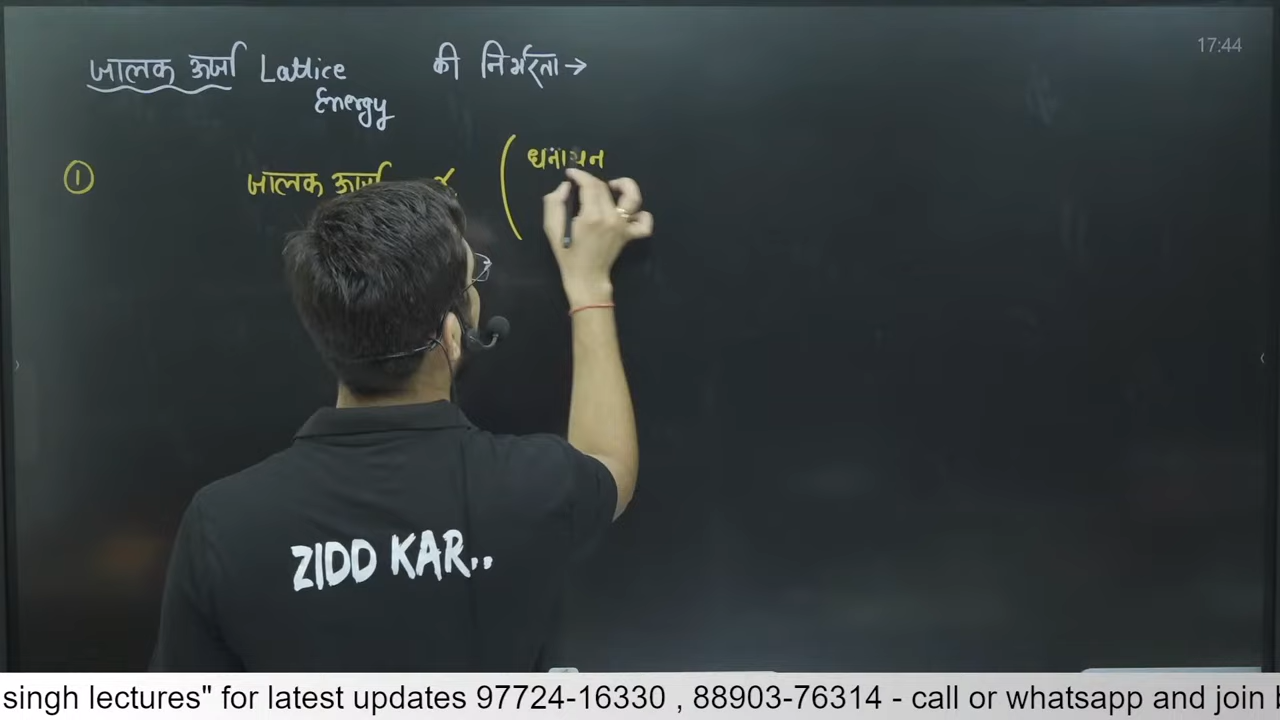 जालक ऊर्जा Lattice की निर्भरता →
Energy
17:44
① जालक ऊर्जा ∝ ( धनायन
ZIDD KAR..
singh lectures" for latest updates 97724-16330 , 88903-76314 - call or whatsapp and join